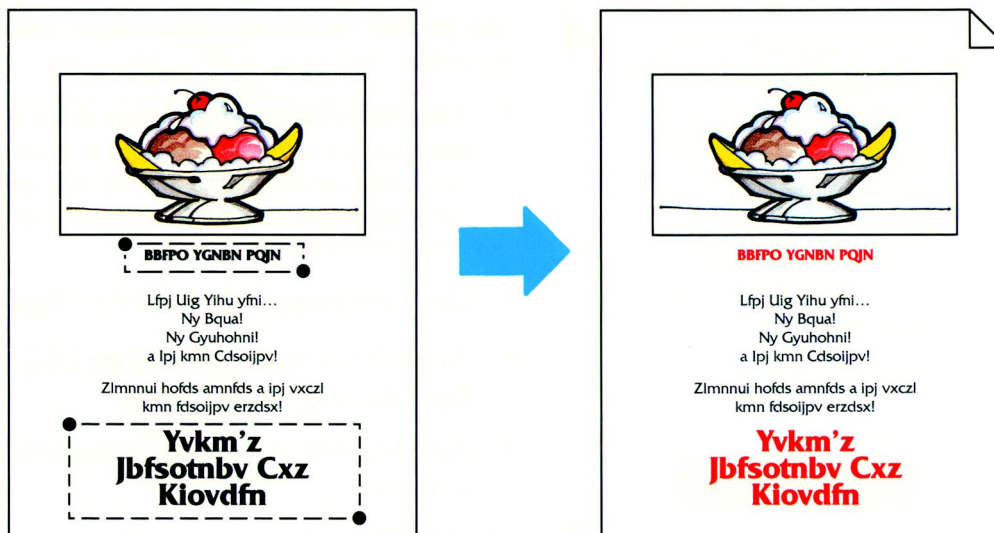 BBFPO YGNBN PQJN
Lfpj Uig Yihu yfni...
Ny Bqua!
Ny Gyuhohni!
a Ipj kmn Cdsoijpv!
Zlmnnui hofds amnfds a ipj vxczl
kmn fdsoijpv erzdsx!
Yvkm’z
Jbfsotnbv Cxz
Kiovdfn
BBFPO YGNBN PQJN
Lfpj Uig Yihu yfni...
Ny Bqua!
Ny Gyuhohni!
a Ipj kmn Cdsoijpv!
Zlmnnui hofds amnfds a ipj vxczl
kmn fdsoijpv erzdsx!
Yvkm’z
Jbfsotnbv Cxz
Kiovdfn